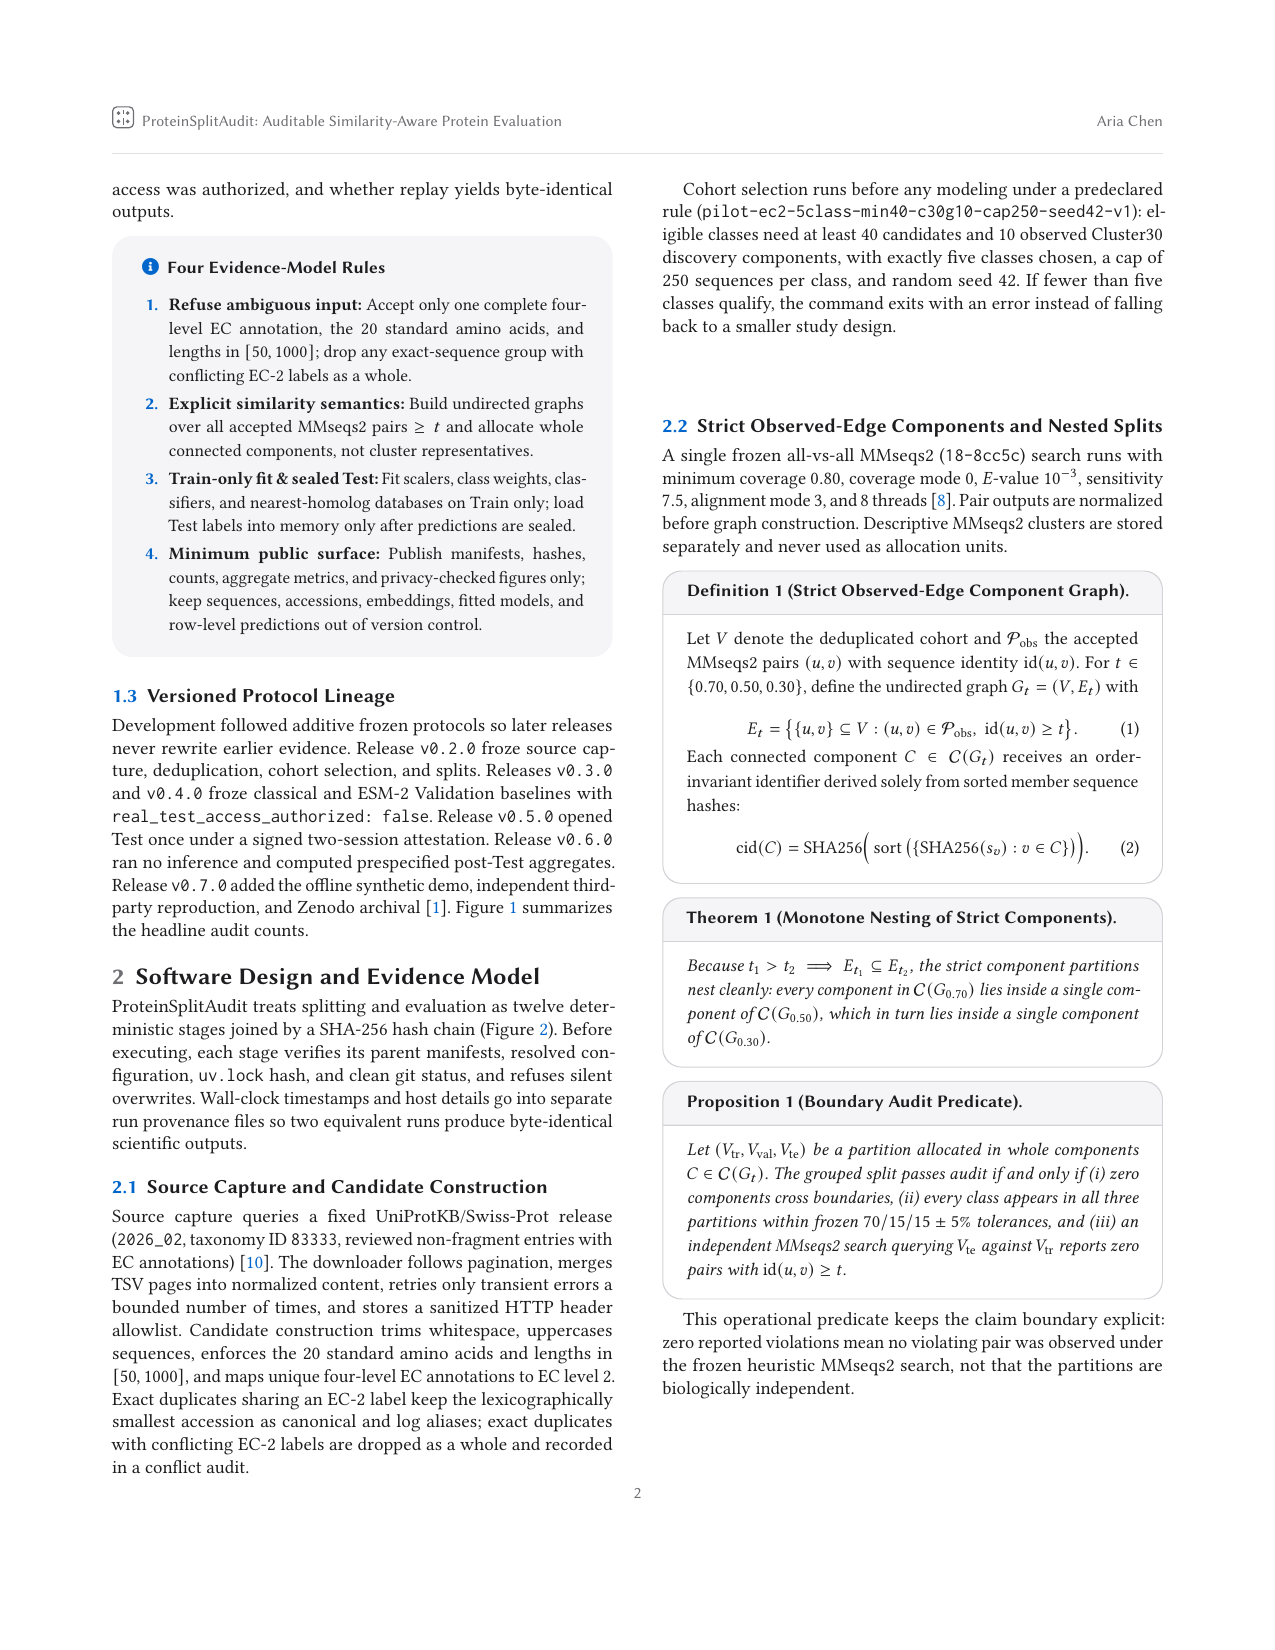 ProteinSplitAudit: Auditable Similarity-Aware Protein Evaluation
Aria Chen
access was authorized, and whether replay yields byte-identical
outputs.
Four Evidence-Model Rules
1. Refuse ambiguous input: Accept only one complete four-
level EC annotation, the 20 standard amino acids, and
lengths in [50, 1000]; drop any exact-sequence group with
conflicting EC-2 labels as a whole.
2. Explicit similarity semantics: Build undirected graphs
over all accepted MMseqs2 pairs ≥ t and allocate whole
connected components, not cluster representatives.
3. Train-only fit & sealed Test: Fit scalers, class weights, clas-
sifiers, and nearest-homolog databases on Train only; load
Test labels into memory only after predictions are sealed.
4. Minimum public surface: Publish manifests, hashes,
counts, aggregate metrics, and privacy-checked figures only;
keep sequences, accessions, embeddings, fitted models, and
row-level predictions out of version control.
1.3 Versioned Protocol Lineage
Development followed additive frozen protocols so later releases
never rewrite earlier evidence. Release v0.2.0 froze source cap-
ture, deduplication, cohort selection, and splits. Releases v0.3.0
and v0.4.0 froze classical and ESM-2 Validation baselines with
real_test_access_authorized: false. Release v0.5.0 opened
Test once under a signed two-session attestation. Release v0.6.0
ran no inference and computed prespecified post-Test aggregates.
Release v0.7.0 added the offline synthetic demo, independent third-
party reproduction, and Zenodo archival [1]. Figure 1 summarizes
the headline audit counts.
2 Software Design and Evidence Model
ProteinSplitAudit treats splitting and evaluation as twelve deter-
ministic stages joined by a SHA-256 hash chain (Figure 2). Before
executing, each stage verifies its parent manifests, resolved con-
figuration, uv.lock hash, and clean git status, and refuses silent
overwrites. Wall-clock timestamps and host details go into separate
run provenance files so two equivalent runs produce byte-identical
scientific outputs.
2.1 Source Capture and Candidate Construction
Source capture queries a fixed UniProtKB/Swiss-Prot release
(2026_02, taxonomy ID 83333, reviewed non-fragment entries with
EC annotations) [10]. The downloader follows pagination, merges
TSV pages into normalized content, retries only transient errors a
bounded number of times, and stores a sanitized HTTP header
allowlist. Candidate construction trims whitespace, uppercases
sequences, enforces the 20 standard amino acids and lengths in
[50, 1000], and maps unique four-level EC annotations to EC level 2.
Exact duplicates sharing an EC-2 label keep the lexicographically
smallest accession as canonical and log aliases; exact duplicates
with conflicting EC-2 labels are dropped as a whole and recorded
in a conflict audit.
Cohort selection runs before any modeling under a predeclared
rule (pilot-ec2-5class-min40-c30g10-cap250-seed42-v1): el-
igible classes need at least 40 candidates and 10 observed Cluster30
discovery components, with exactly five classes chosen, a cap of
250 sequences per class, and random seed 42. If fewer than five
classes qualify, the command exits with an error instead of falling
back to a smaller study design.
2.2 Strict Observed-Edge Components and Nested Splits
A single frozen all-vs-all MMseqs2 (18-8cc5c) search runs with
minimum coverage 0.80, coverage mode 0, E-value 10⁻³, sensitivity
7.5, alignment mode 3, and 8 threads [8]. Pair outputs are normalized
before graph construction. Descriptive MMseqs2 clusters are stored
separately and never used as allocation units.
Definition 1 (Strict Observed-Edge Component Graph).
Let V denote the deduplicated cohort and 𝒫_obs the accepted
MMseqs2 pairs (u, v) with sequence identity id(u, v). For t ∈
{0.70, 0.50, 0.30}, define the undirected graph G_t = (V, E_t) with
E_t = {{u, v} ⊆ V : (u, v) ∈ 𝒫_obs, id(u, v) ≥ t}. (1)
Each connected component C ∈ 𝒞(G_t) receives an order-
invariant identifier derived solely from sorted member sequence
hashes:
cid(C) = SHA256( sort ({SHA256(s_v) : v ∈ C})). (2)
Theorem 1 (Monotone Nesting of Strict Components).
Because t₁ > t₂ ⟹ E_t₁ ⊆ E_t₂, the strict component partitions
nest cleanly: every component in 𝒞(G_0.70) lies inside a single com-
ponent of 𝒞(G_0.50), which in turn lies inside a single component
of 𝒞(G_0.30).
Proposition 1 (Boundary Audit Predicate).
Let (V_tr, V_val, V_te) be a partition allocated in whole components
C ∈ 𝒞(G_t). The grouped split passes audit if and only if (i) zero
components cross boundaries, (ii) every class appears in all three
partitions within frozen 70/15/15 ± 5% tolerances, and (iii) an
independent MMseqs2 search querying V_te against V_tr reports zero
pairs with id(u, v) ≥ t.
This operational predicate keeps the claim boundary explicit:
zero reported violations mean no violating pair was observed under
the frozen heuristic MMseqs2 search, not that the partitions are
biologically independent.
2